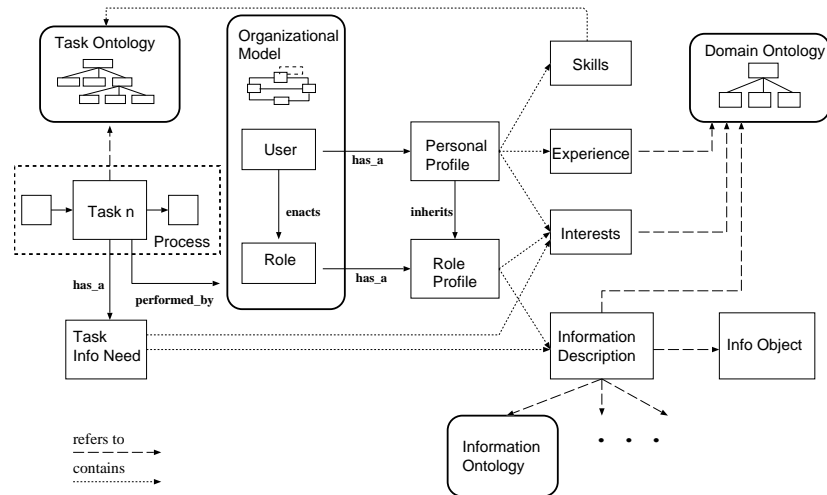 Task Ontology
Organizational
Model
Skills
Domain Ontology
User
has_a
Personal
Profile
Experience
Task n
Process
enacts
inherits
Interests
Role
has_a
Role
Profile
has_a
performed_by
Task
Info Need
Information
Description
Info Object
refers to
contains
Information
Ontology